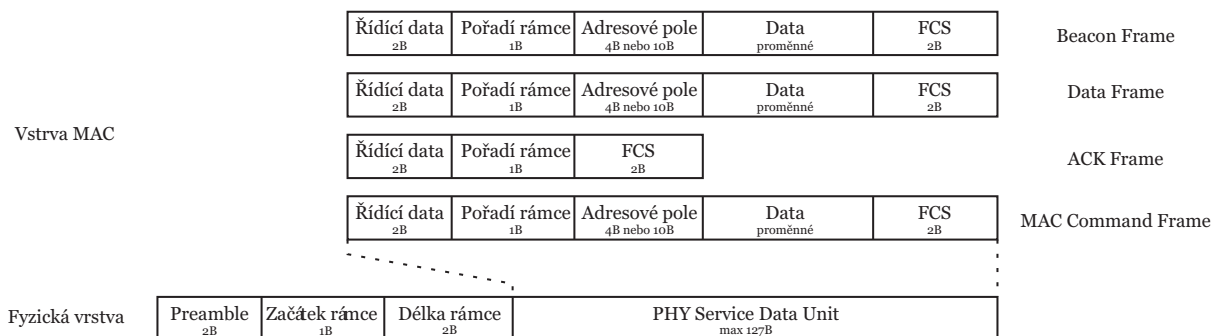 Řídící data Pořadí rámce Adresové pole Data FCS
2B 1B 4B nebo 10B proměnné 2B
Beacon Frame
Řídící data Pořadí rámce Adresové pole Data FCS
2B 1B 4B nebo 10B proměnné 2B
Data Frame
Vstrva MAC
Řídící data Pořadí rámce FCS
2B 1B 2B
ACK Frame
Řídící data Pořadí rámce Adresové pole Data FCS
2B 1B 4B nebo 10B proměnné 2B
MAC Command Frame
Fyzická vrstva
Preamble Začátek rámce Délka rámce PHY Service Data Unit
2B 1B 2B max 127B